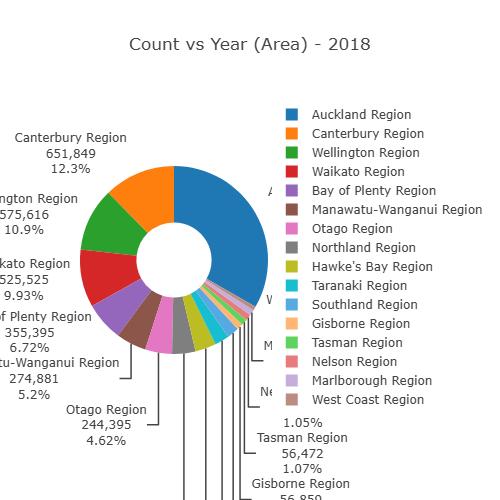 Count vs Year (Area) - 2018
Canterbury Region
651,849
12.3%
Region
575,616
10.9%
Region
525,525
9.93%
of Plenty Region
355,395
6.72%
Region
274,881
5.2%
Otago Region
244,395
4.62%
Auckland Region
Canterbury Region
Wellington Region
Waikato Region
Bay of Plenty Region
Manawatu-Wanganui Region
Otago Region
Northland Region
Hawke's Bay Region
Taranaki Region
Southland Region
Gisborne Region
Tasman Region
Nelson Region
Marlborough Region
West Coast Region
1.05%
Tasman Region
56,472
1.07%
Gisborne Region
56,859